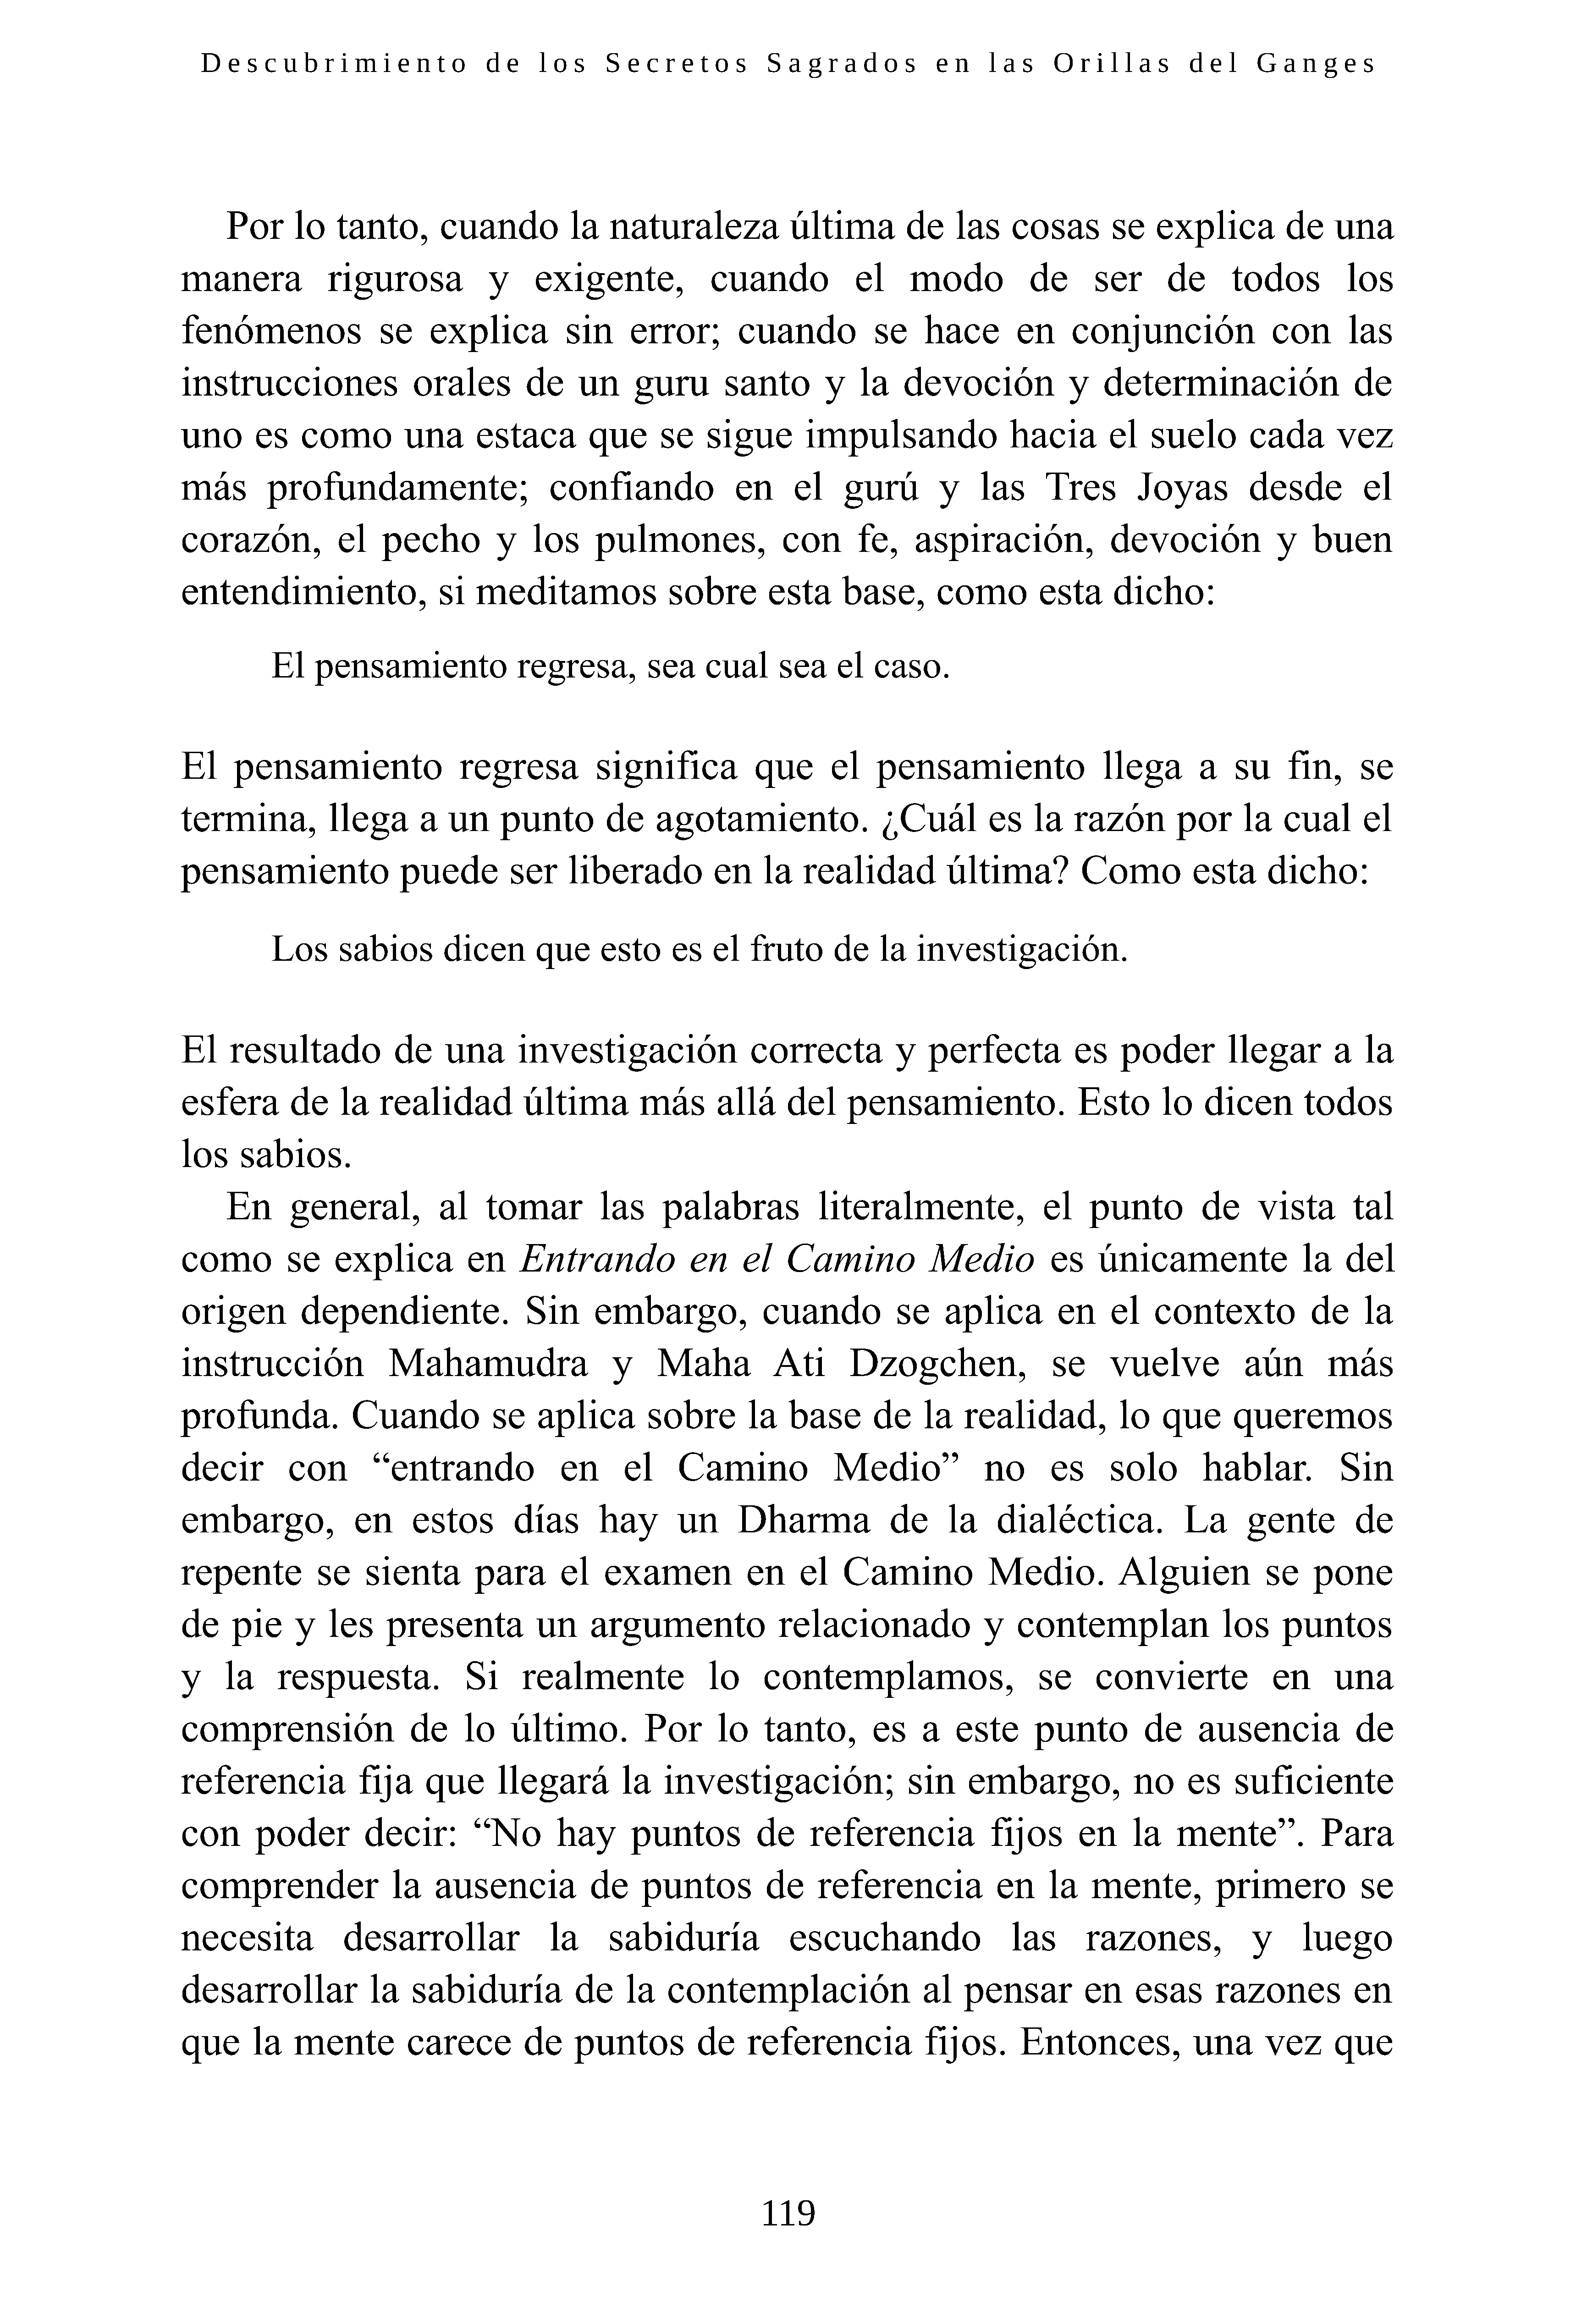 Descubrimiento de los Secretos Sagrados en las Orillas del Ganges
Por lo tanto, cuando la naturaleza última de las cosas se explica de una
manera rigurosa y exigente, cuando el modo de ser de todos los
fenómenos se explica sin error; cuando se hace en conjunción con las
instrucciones orales de un guru santo y la devoción y determinación de
uno es como una estaca que se sigue impulsando hacia el suelo cada vez
más profundamente; confiando en el gurú y las Tres Joyas desde el
corazón, el pecho y los pulmones, con fe, aspiración, devoción y buen
entendimiento, si meditamos sobre esta base, como esta dicho:
El pensamiento regresa, sea cual sea el caso.
El pensamiento regresa significa que el pensamiento llega a su fin, se
termina, llega a un punto de agotamiento. ¿Cuál es la razón por la cual el
pensamiento puede ser liberado en la realidad última? Como esta dicho:
Los sabios dicen que esto es el fruto de la investigación.
El resultado de una investigación correcta y perfecta es poder llegar a la
esfera de la realidad última más allá del pensamiento. Esto lo dicen todos
los sabios.
En general, al tomar las palabras literalmente, el punto de vista tal
como se explica en Entrando en el Camino Medio es únicamente la del
origen dependiente. Sin embargo, cuando se aplica en el contexto de la
instrucción Mahamudra y Maha Ati Dzogchen, se vuelve aún más
profunda. Cuando se aplica sobre la base de la realidad, lo que queremos
decir con “entrando en el Camino Medio” no es solo hablar. Sin
embargo, en estos días hay un Dharma de la dialéctica. La gente de
repente se sienta para el examen en el Camino Medio. Alguien se pone
de pie y les presenta un argumento relacionado y contemplan los puntos
y la respuesta. Si realmente lo contemplamos, se convierte en una
comprensión de lo último. Por lo tanto, es a este punto de ausencia de
referencia fija que llegará la investigación; sin embargo, no es suficiente
con poder decir: “No hay puntos de referencia fijos en la mente”. Para
comprender la ausencia de puntos de referencia en la mente, primero se
necesita desarrollar la sabiduría escuchando las razones, y luego
desarrollar la sabiduría de la contemplación al pensar en esas razones en
que la mente carece de puntos de referencia fijos. Entonces, una vez que
119